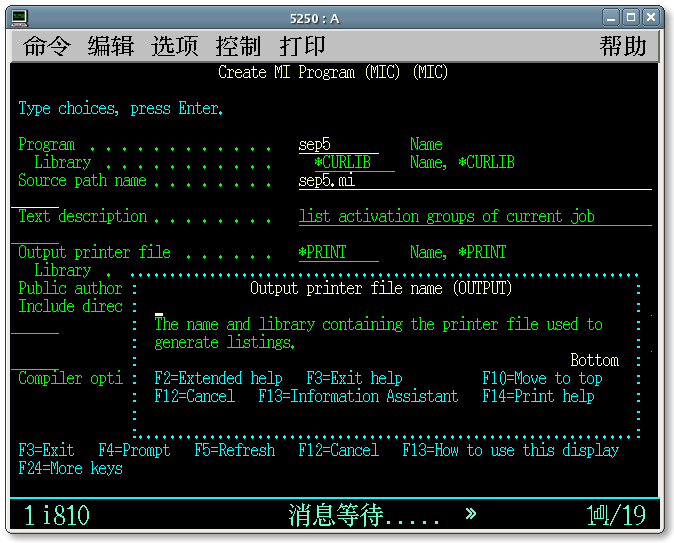 5250 : A
命令 编辑 选项 控制 打印 帮助
Create MI Program (MIC) (MIC)
Type choices, press Enter.
Program . . . . . . . . . . . . sep5 Name
Library . . . . . . . . . . . *CURLIB Name, *CURLIB
Source path name . . . . . . . . sep5.mi
Text description . . . . . . . . list activation groups of current job
Output printer file . . . . . . *PRINT Name, *PRINT
Library .
Public author
Include direc
Compiler opti
Output printer file name (OUTPUT)
The name and library containing the printer file used to
generate listings.
Bottom
F2=Extended help F3=Exit help F10=Move to top
F12=Cancel F13=Information Assistant F14=Print help
F3=Exit F4=Prompt F5=Refresh F12=Cancel F13=How to use this display
F24=More keys
1 i810 消息等待..... » /19